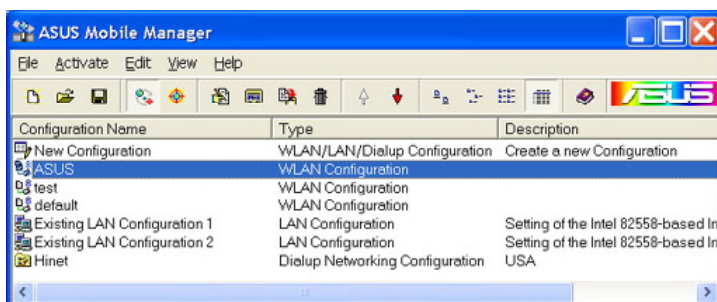 ASUS Mobile Manager
File Activate Edit View Help
ASUS
Configuration Name Type Description
New Configuration WLAN/LAN/Dialup Configuration Create a new Configuration
ASUS WLAN Configuration
test WLAN Configuration
default WLAN Configuration
Existing LAN Configuration 1 LAN Configuration Setting of the Intel 82558-based In
Existing LAN Configuration 2 LAN Configuration Setting of the Intel 82558-based In
Hinet Dialup Networking Configuration USA